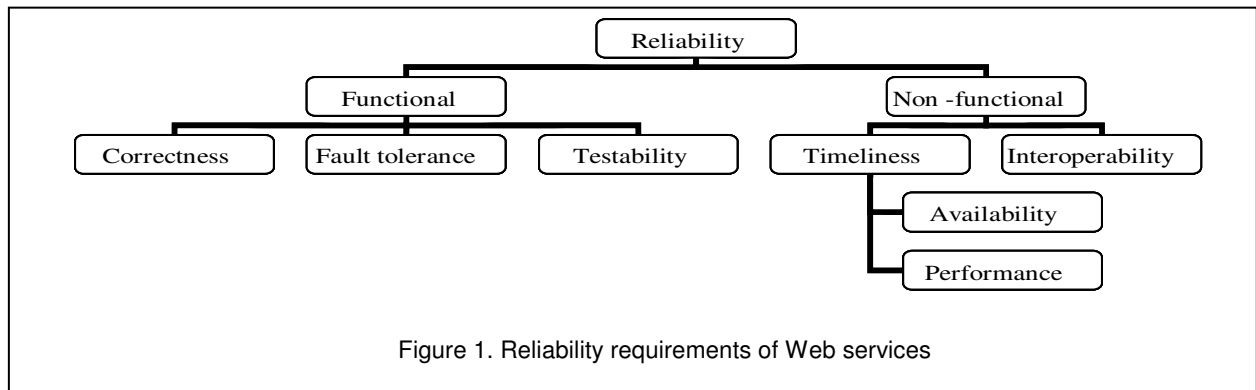 Reliability
Functional
Non -functional
Correctness
Fault tolerance
Testability
Timeliness
Interoperability
Availability
Performance
Figure 1. Reliability requirements of Web services